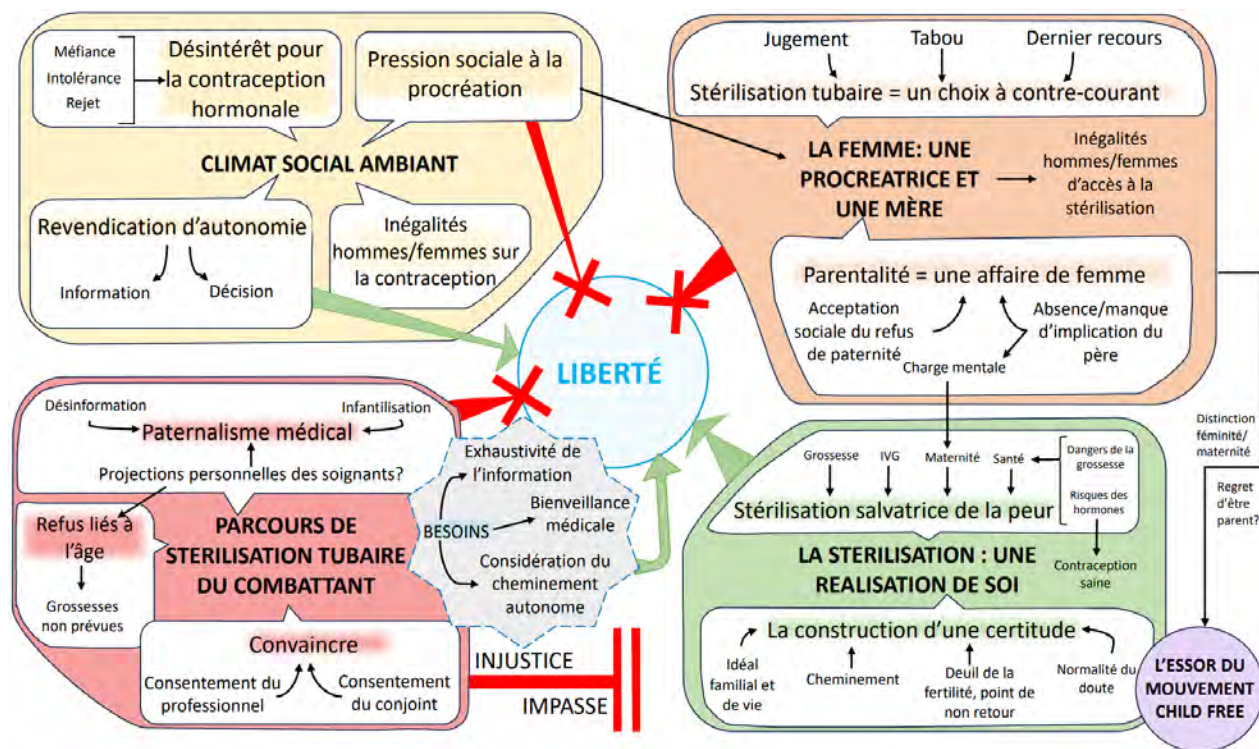 Méfiance
Intolérance
Rejet
Désintérêt pour
la contraception
hormonale
Pression sociale à la
procréation
CLIMAT SOCIAL AMBIANT
Revendication d'autonomie
Information
Décision
Inégalités
hommes/femmes sur
la contraception
Jugement
Tabou
Dernier recours
Stérilisation tubaire = un choix à contre-courant
LA FEMME: UNE
PROCREATRICE ET
UNE MÈRE
Inégalités
hommes/femmes
d'accès à la
stérilisation
Parentalité = une affaire de femme
Acceptation
sociale du refus
de paternité
Absence/manque
d'implication du
père
Charge mentale
LIBERTÉ
Désinformation
Infantilisation
Paternalisme médical
Projections personnelles des soignants?
Refus liés à
l'âge
Grossesses
non prévues
PARCOURS DE
STERILISATION TUBAIRE
DU COMBATTANT
Convaincre
Consentement du
professionnel
Consentement
du conjoint
Exhaustivité de
l'information
BESOINS
Bienveillance
médicale
Considération du
cheminement
autonome
INJUSTICE
IMPASSE
Grossesse
IVG
Maternité
Santé
Dangers de la
grossesse
Risques des
hormones
Stérilisation salvatrice de la peur
Contraception
saine
LA STERILISATION : UNE
REALISATION DE SOI
La construction d'une certitude
Idéal
familial et
de vie
Cheminement
Deuil de la
fertilité, point de
non retour
Normalité du
doute
Distinction
féminité/
maternité
Regret
d'être
parent?
L'ESSOR DU
MOUVEMENT
CHILD FREE